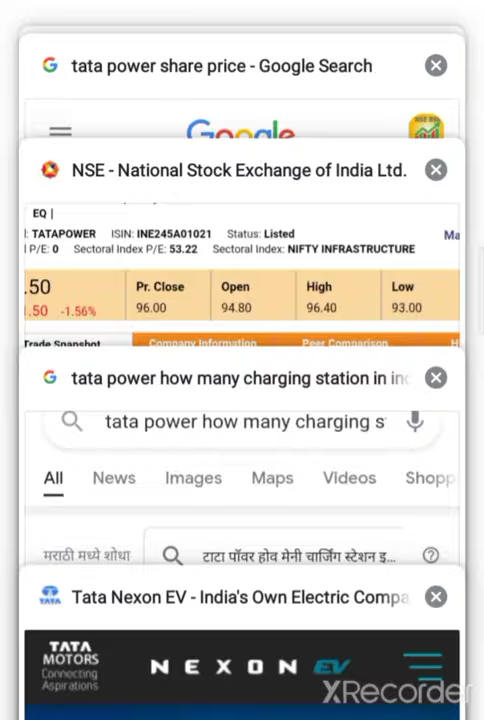 tata power share price - Google Search
Google
NSE - National Stock Exchange of India Ltd.
EQ |
: TATAPOWER ISIN: INE245A01021 Status: Listed Ma
P/E: 0 Sectoral Index P/E: 53.22 Sectoral Index: NIFTY INFRASTRUCTURE
.50 Pr. Close Open High Low
.50 -1.56% 96.00 94.80 96.40 93.00
Trade Snapshot Company Information Peer Comparison H
tata power how many charging station in inc
tata power how many charging s
All News Images Maps Videos Shopp
मराठी मध्ये शोधा टाटा पॉवर होव मेनी चार्जिंग स्टेशन इ...
Tata Nexon EV - India's Own Electric Compa
TATA
MOTORS
Connecting
Aspirations
NEXON EV
XRecorder